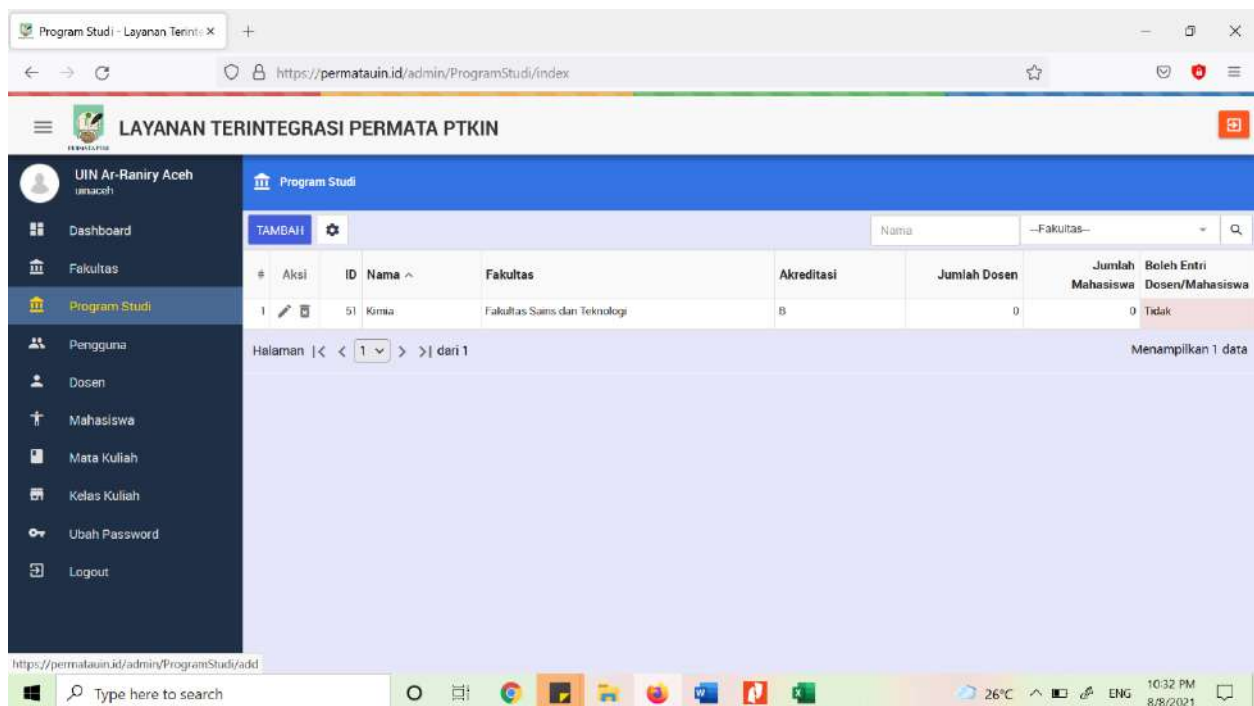 Program Studi - Layanan Terinte
https://permatauin.id/admin/ProgramStudi/index
LAYANAN TERINTEGRASI PERMATA PTKIN
UIN Ar-Raniry Aceh
uinaceh
Dashboard
Fakultas
Program Studi
Pengguna
Dosen
Mahasiswa
Mata Kuliah
Kelas Kuliah
Ubah Password
Logout
Program Studi
TAMBAH
Nama
--Fakultas--
# Aksi ID Nama Fakultas Akreditasi Jumlah Dosen Jumlah Mahasiswa Boleh Entri Dosen/Mahasiswa
1 51 Kimia Fakultas Sains dan Teknologi B 0 0 Tidak
Halaman |< < 1 > >| dari 1
Menampilkan 1 data
https://permatauin.id/admin/ProgramStudi/add
Type here to search
26°C ENG
10:32 PM
8/8/2021